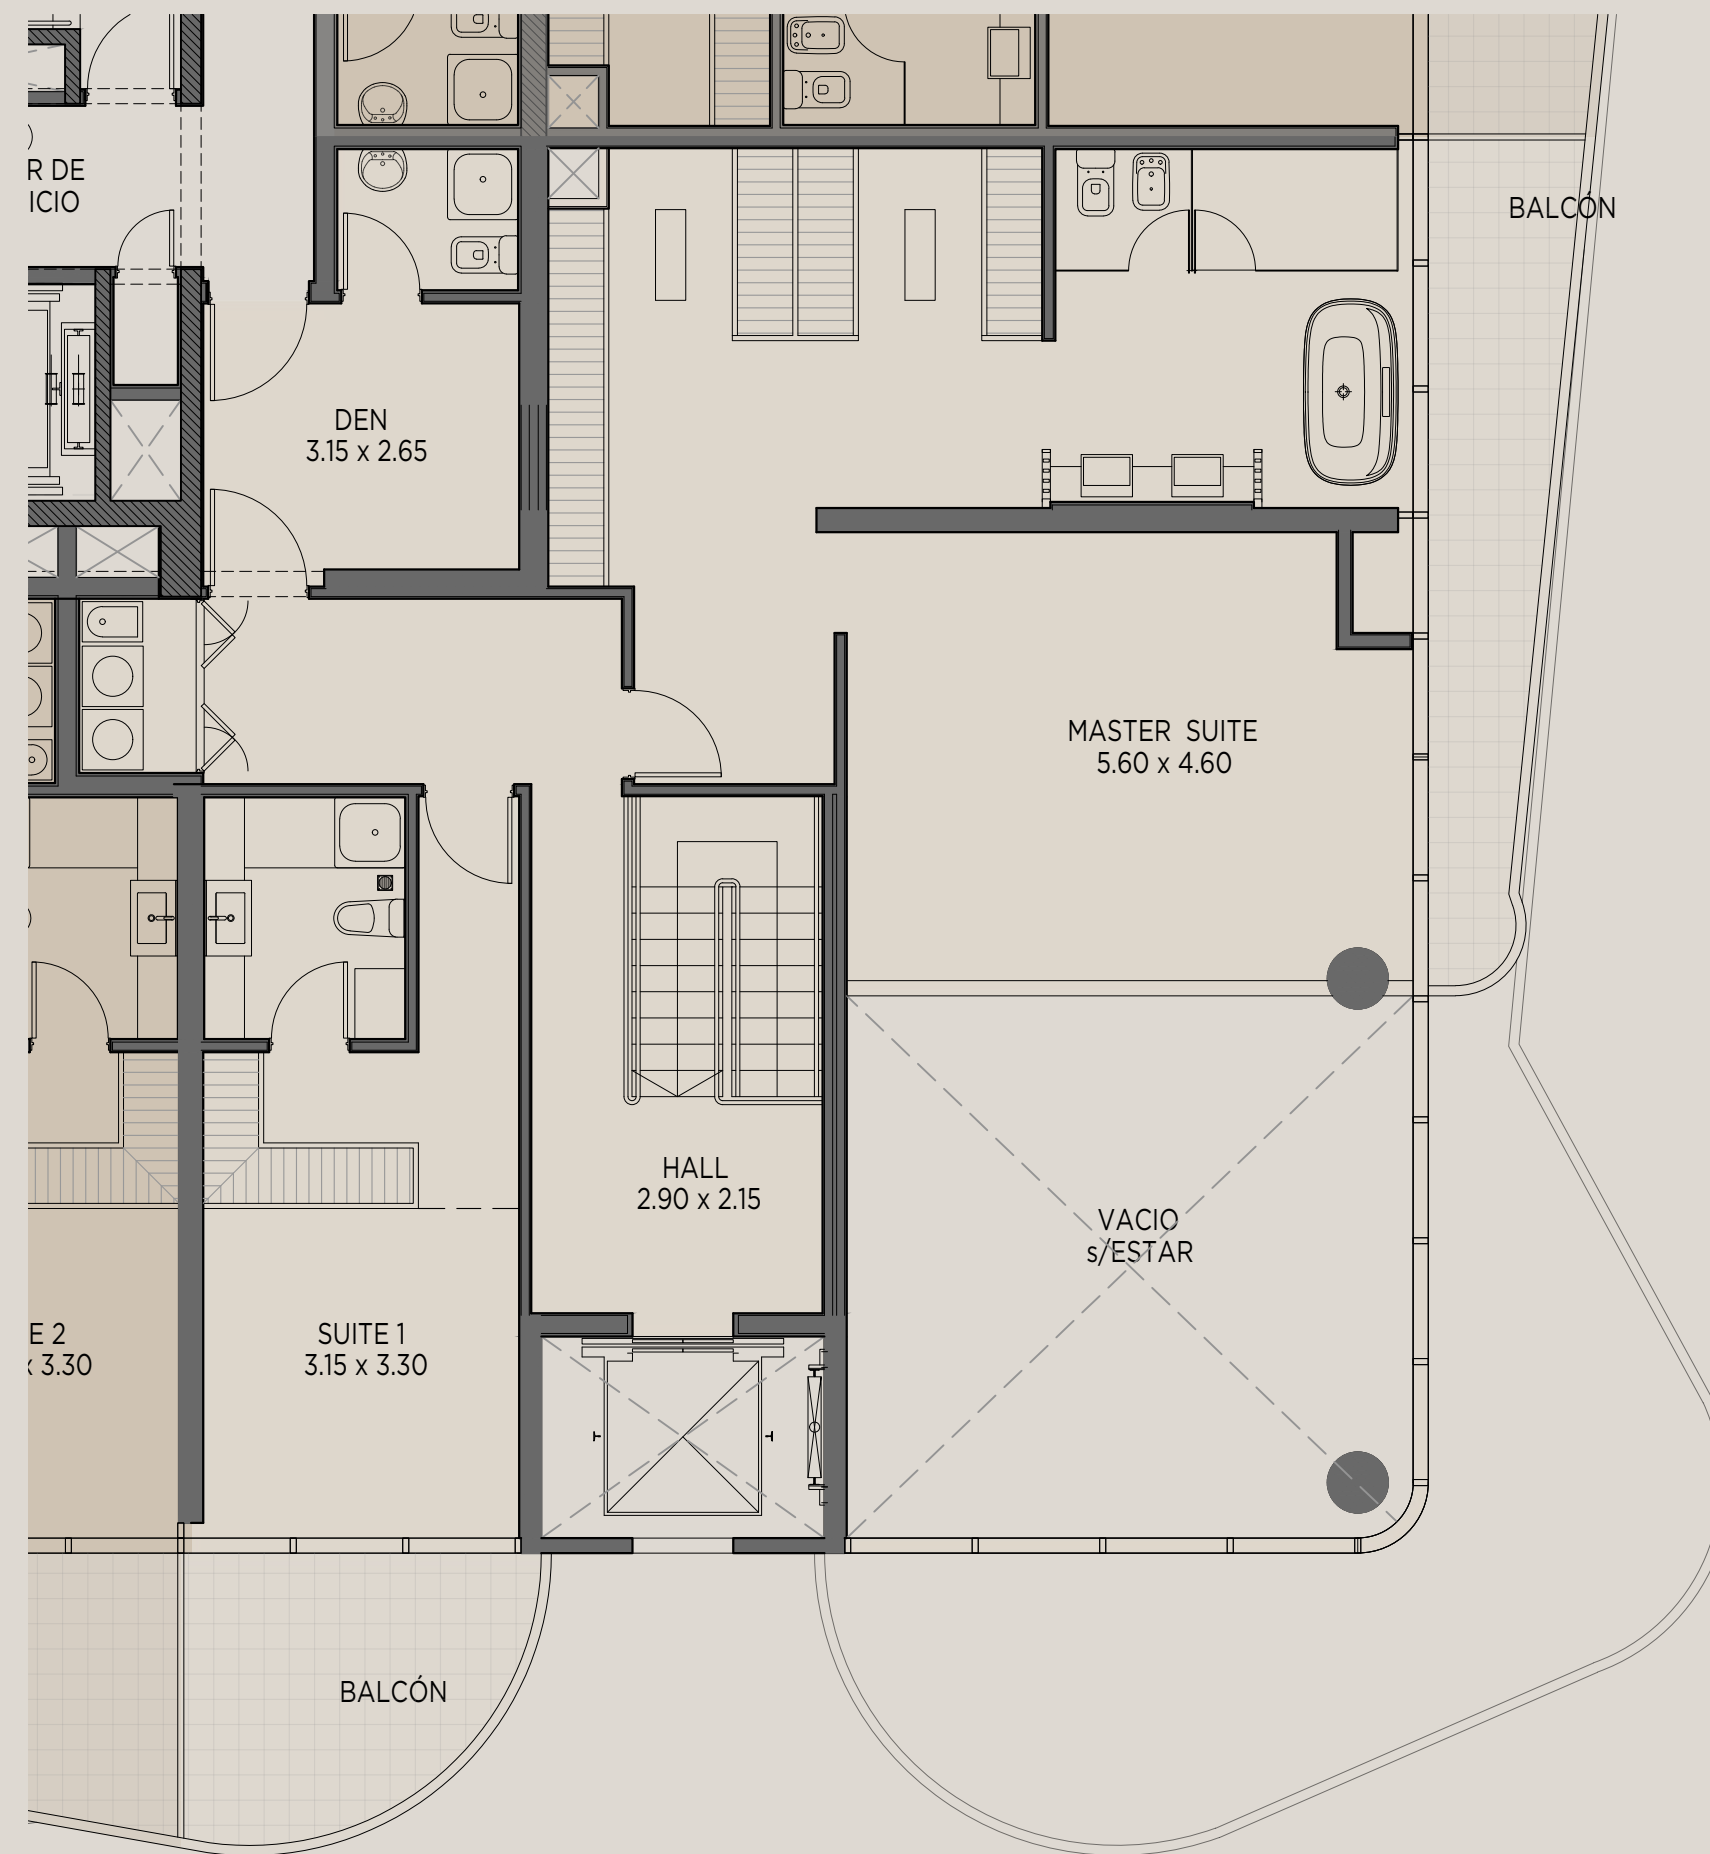 R DE
ICIO
BALCÓN
DEN
3.15 x 2.65
MASTER SUITE
5.60 x 4.60
HALL
2.90 x 2.15
VACIO
s/ESTAR
E 2
x 3.30
SUITE 1
3.15 x 3.30
BALCÓN